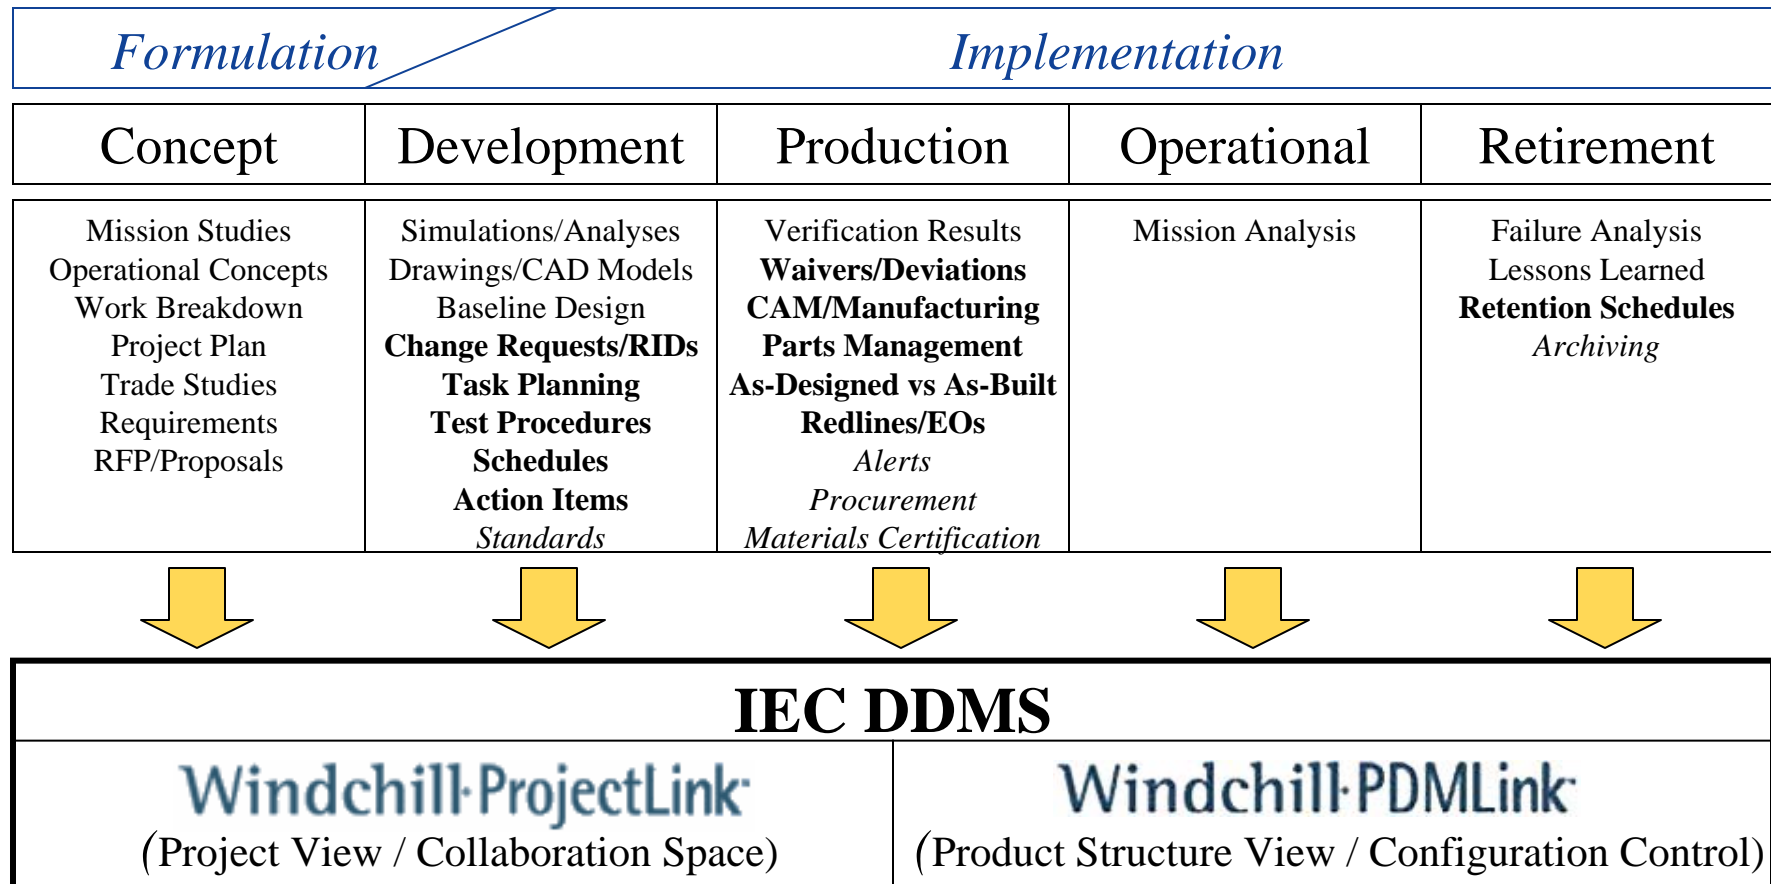 Formulation
Implementation
Concept
Development
Production
Operational
Retirement
Mission Studies
Operational Concepts
Work Breakdown
Project Plan
Trade Studies
Requirements
RFP/Proposals
Simulations/Analyses
Drawings/CAD Models
Baseline Design
Change Requests/RIDs
Task Planning
Test Procedures
Schedules
Action Items
Standards
Verification Results
Waivers/Deviations
CAM/Manufacturing
Parts Management
As-Designed vs As-Built
Redlines/EOs
Alerts
Procurement
Materials Certification
Mission Analysis
Failure Analysis
Lessons Learned
Retention Schedules
Archiving
IEC DDMS
Windchill·ProjectLink
(Project View / Collaboration Space)
Windchill·PDMLink
(Product Structure View / Configuration Control)